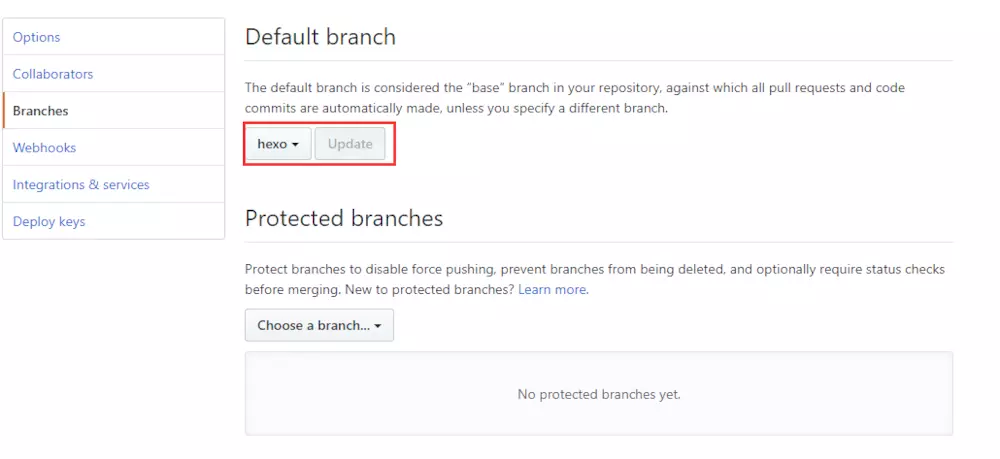 Options
Collaborators
Branches
Webhooks
Integrations & services
Deploy keys
Default branch
The default branch is considered the “base” branch in your repository, against which all pull requests and code
commits are automatically made, unless you specify a different branch.
hexo Update
Protected branches
Protect branches to disable force pushing, prevent branches from being deleted, and optionally require status checks
before merging. New to protected branches? Learn more.
Choose a branch...
No protected branches yet.